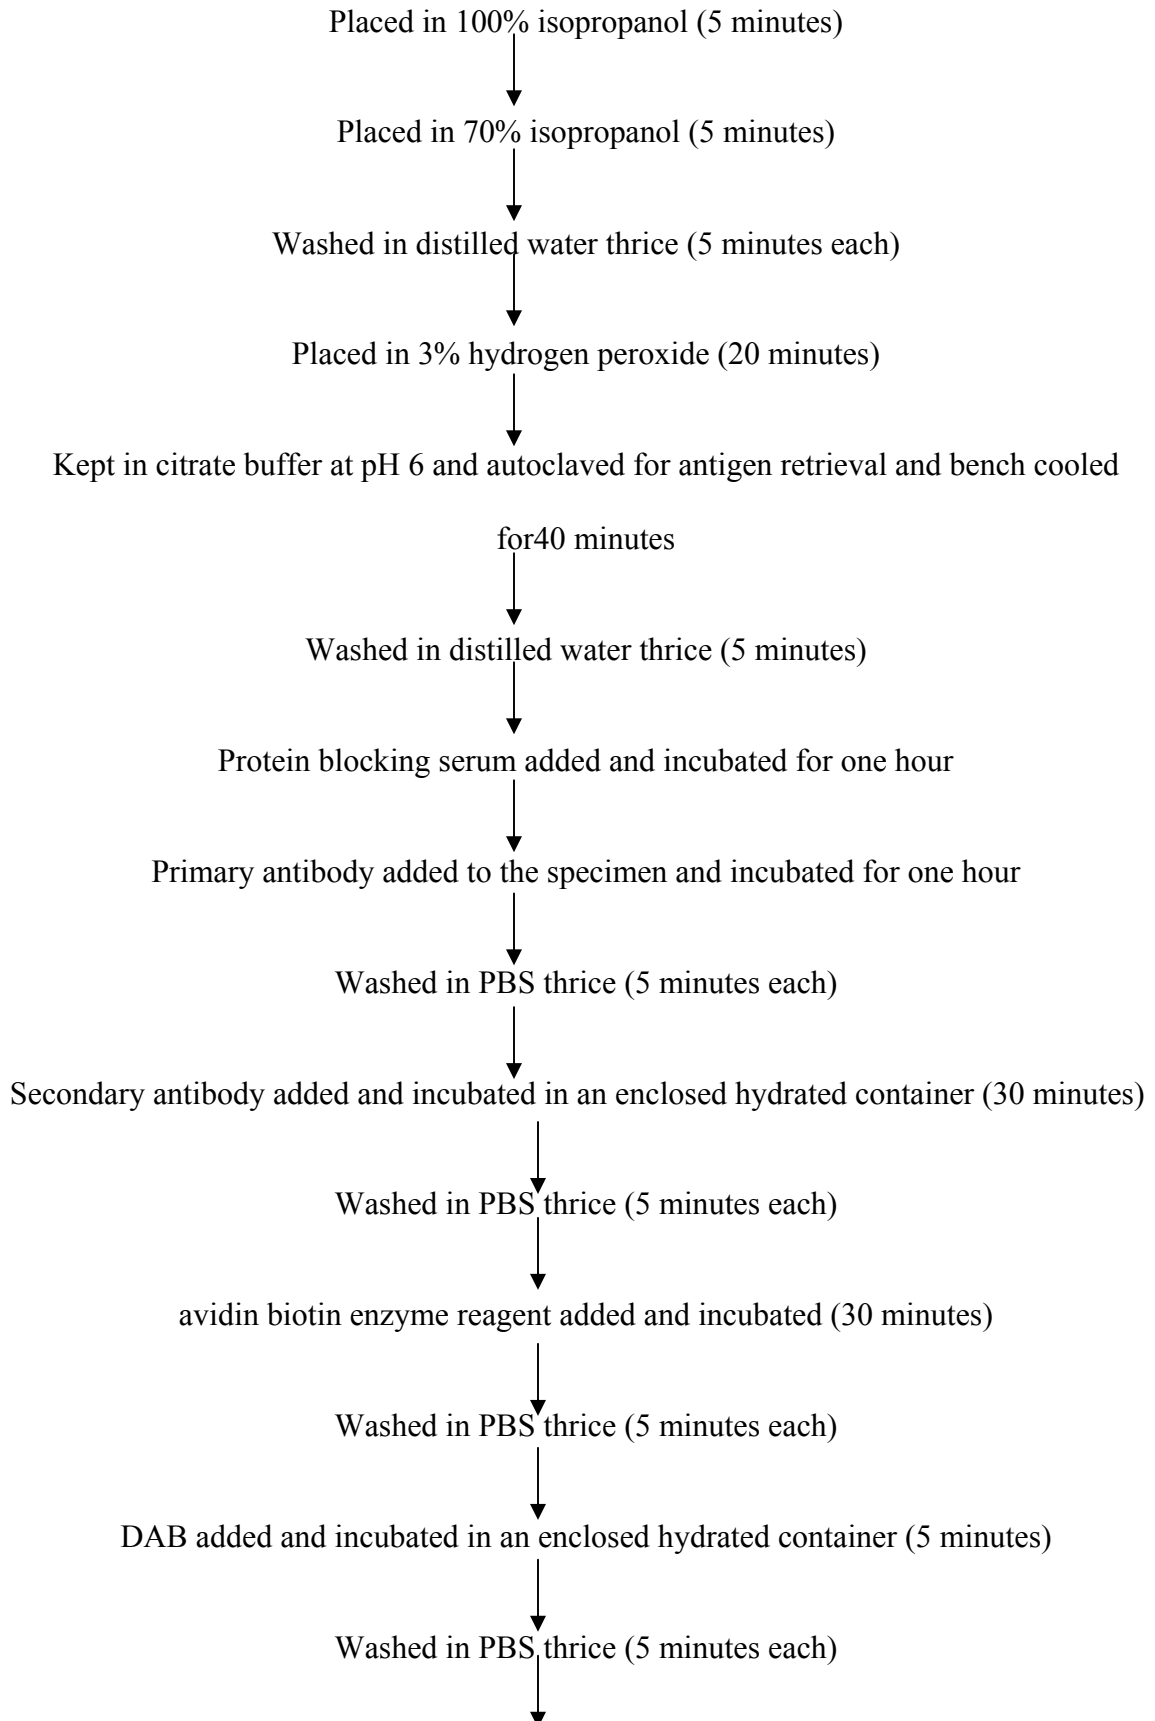 Placed in 100% isopropanol (5 minutes)
Placed in 70% isopropanol (5 minutes)
Washed in distilled water thrice (5 minutes each)
Placed in 3% hydrogen peroxide (20 minutes)
Kept in citrate buffer at pH 6 and autoclaved for antigen retrieval and bench cooled
for40 minutes
Washed in distilled water thrice (5 minutes)
Protein blocking serum added and incubated for one hour
Primary antibody added to the specimen and incubated for one hour
Washed in PBS thrice (5 minutes each)
Secondary antibody added and incubated in an enclosed hydrated container (30 minutes)
Washed in PBS thrice (5 minutes each)
avidin biotin enzyme reagent added and incubated (30 minutes)
Washed in PBS thrice (5 minutes each)
DAB added and incubated in an enclosed hydrated container (5 minutes)
Washed in PBS thrice (5 minutes each)